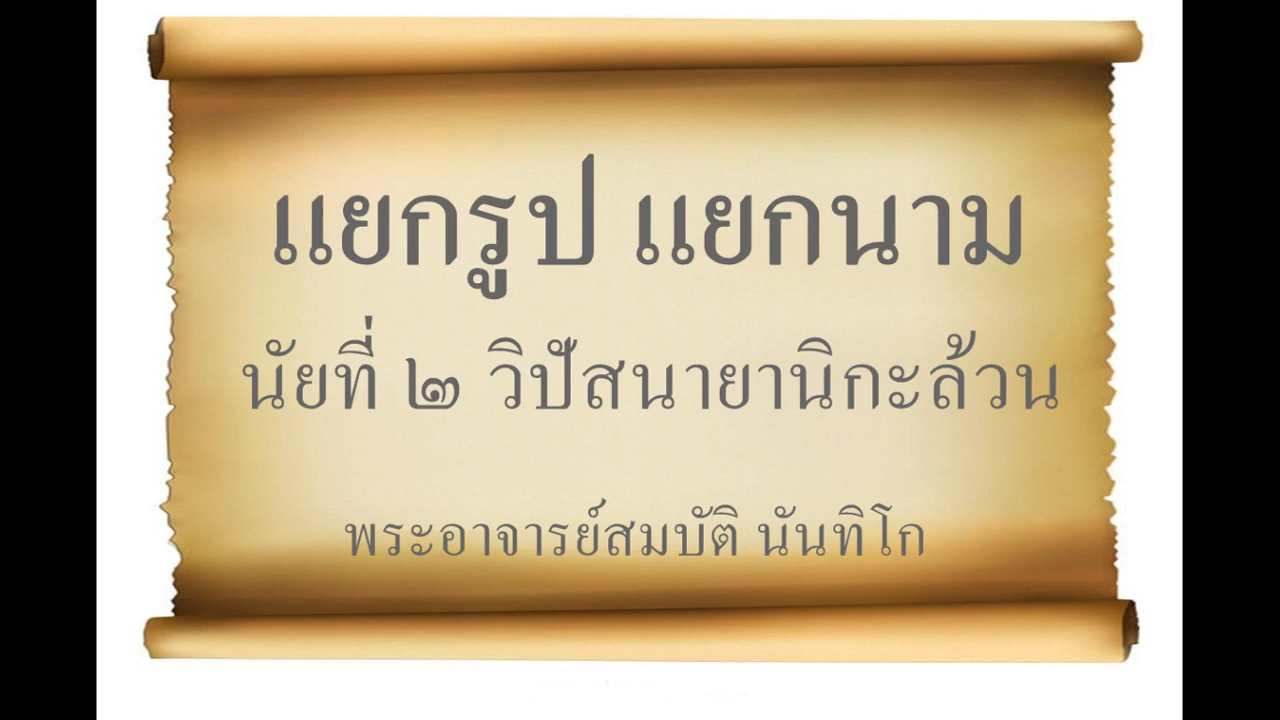 แยกรูป แยกนาม
นัยที่ ๒ วิปัสนายานิกะล้วน
พระอาจารย์สมบัติ นันทิโก